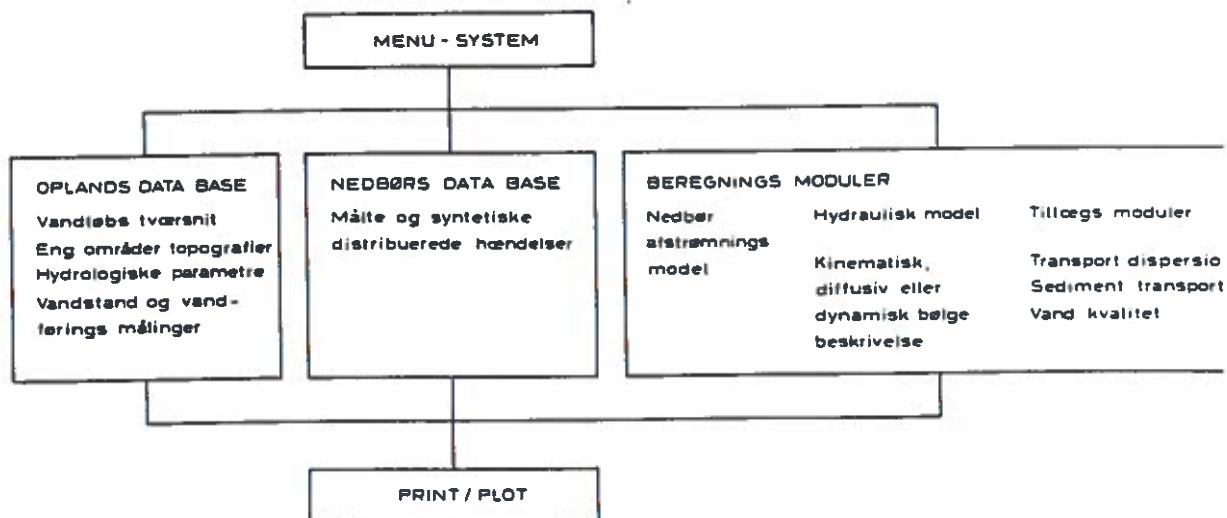 MENU - SYSTEM
OPLANDS DATA BASE
Vandløbs tværsnit
Eng områder topografier
Hydrologiske parametre
Vandstand og vand-
førings målinger
NEDBØRS DATA BASE
Målte og syntetiske
distribuerede hændelser
BEREGNINGS MODULER
Nedbør
afstrømnings
model
Hydraulisk model
Kinematisk,
diffusiv eller
dynamisk bølge
beskrivelse
Tillægs moduler
Transport dispersio
Sediment transport
Vand kvalitet
PRINT / PLOT